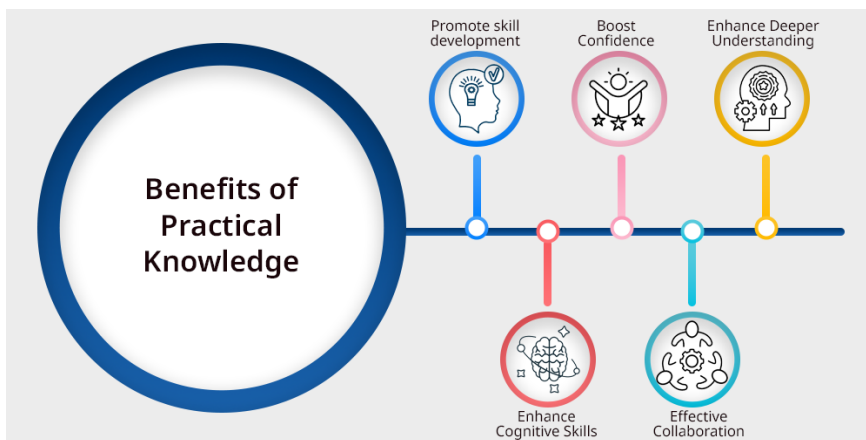 Benefits of
Practical
Knowledge
Promote skill
development
Boost
Confidence
Enhance Deeper
Understanding
Enhance
Cognitive Skills
Effective
Collaboration